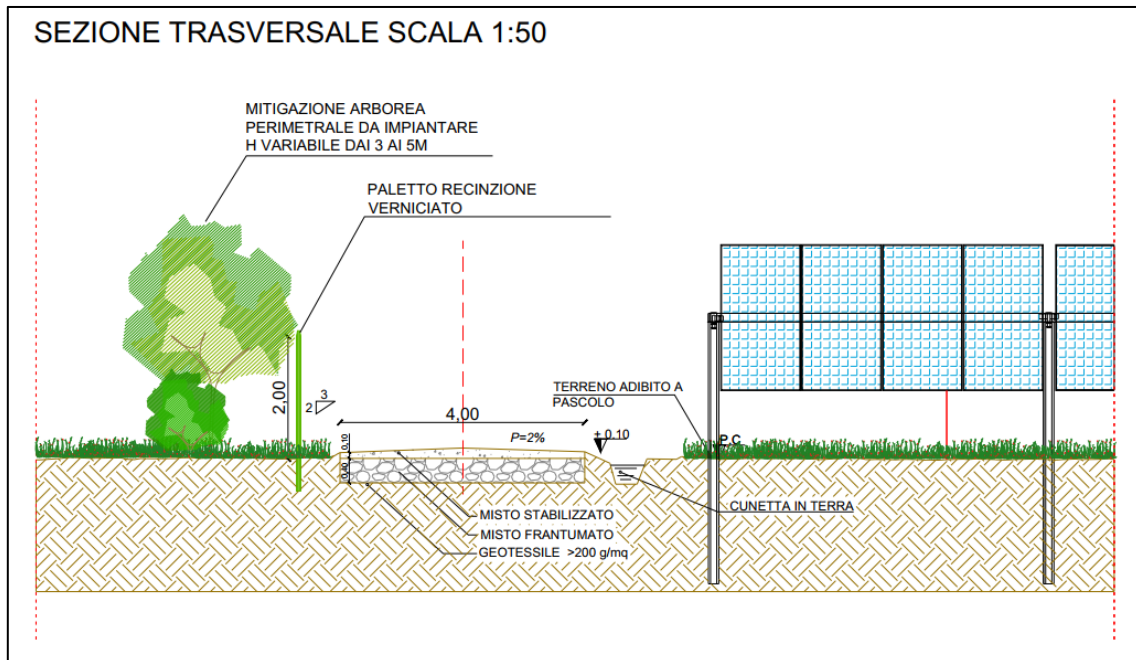 SEZIONE TRASVERSALE SCALA 1:50
MITIGAZIONE ARBOREA
PERIMETRALE DA IMPIANTARE
H VARIABILE DAI 3 AI 5M
PALETTO RECINZIONE
VERNICIATO
2,00
3
2
4,00
TERRENO ADIBITO A
PASCOLO
P=2%
+ 0.10
P.C
0,10
0,40
CUNETTA IN TERRA
MISTO STABILIZZATO
MISTO FRANTUMATO
GEOTESSILE >200 g/mq